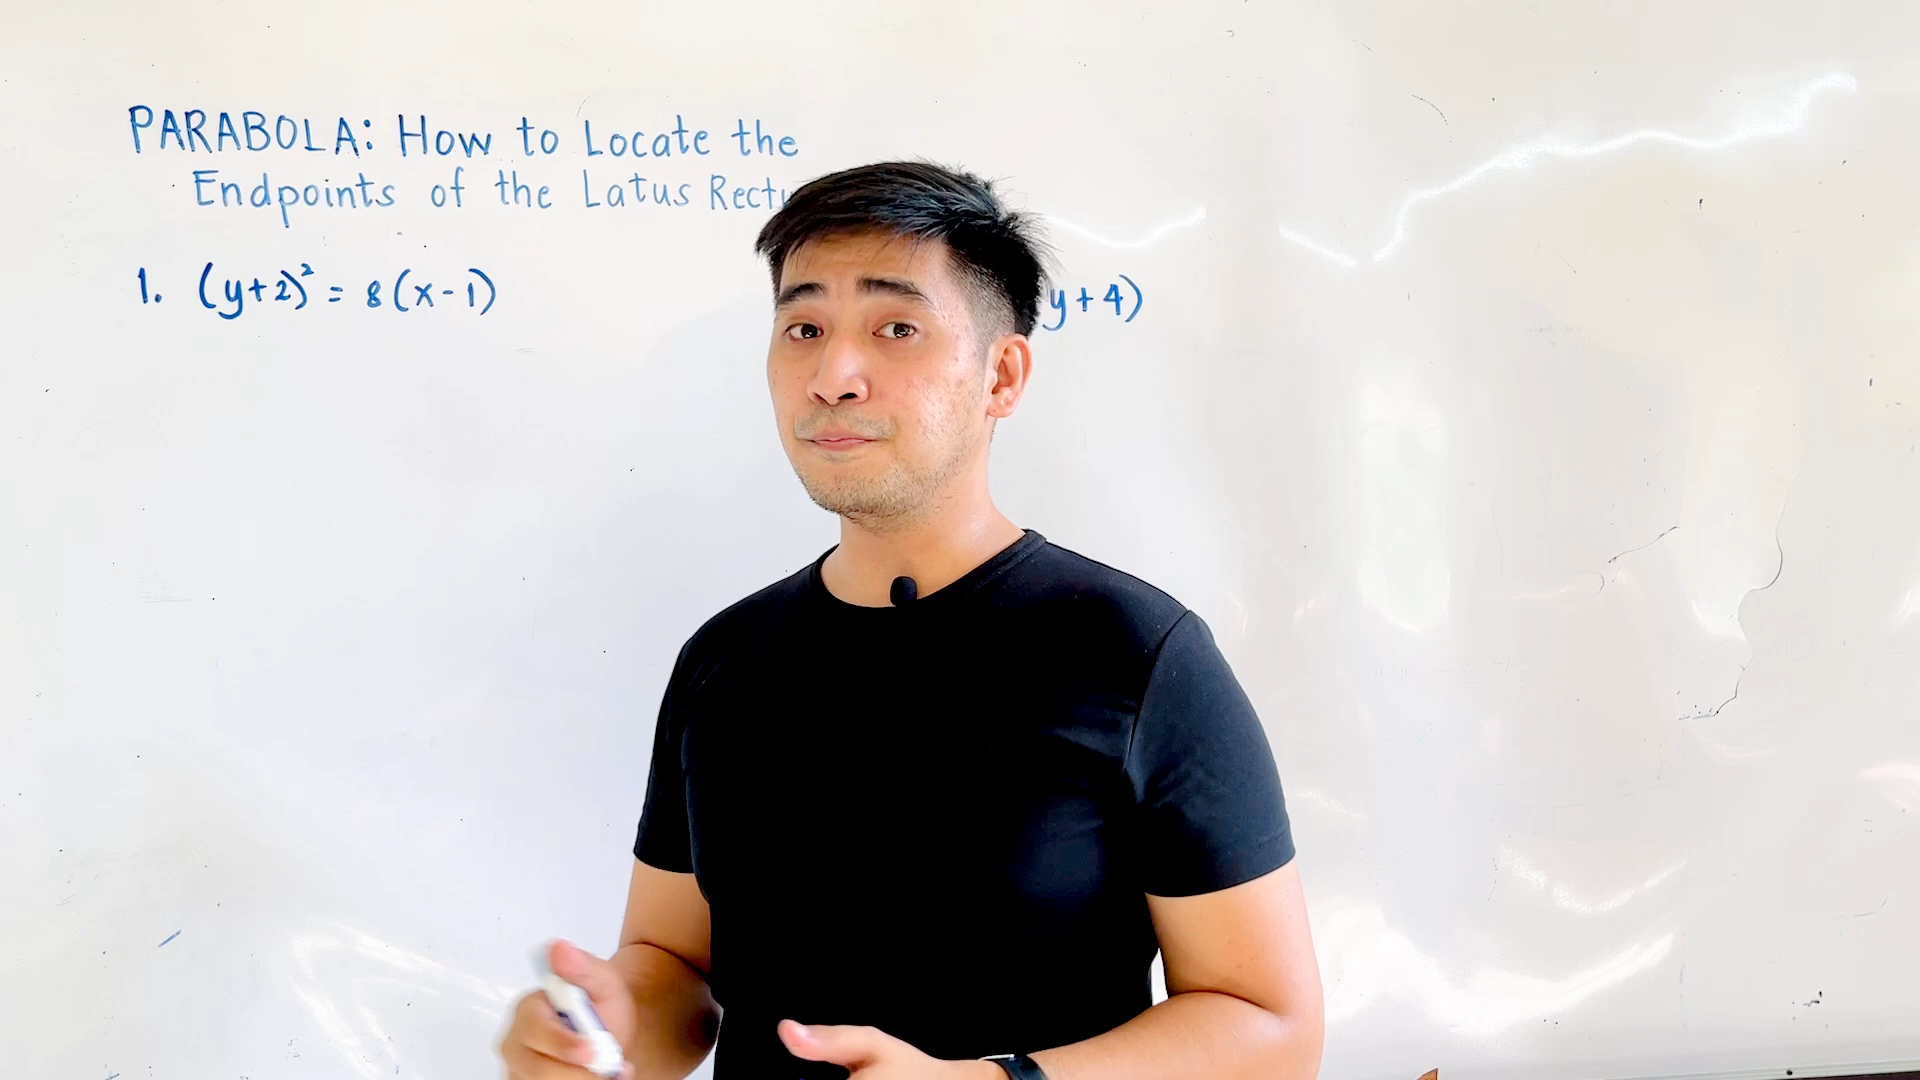 PARABOLA: How to Locate the
Endpoints of the Latus
1. (y+2)² = 8(x-1)
y+4)